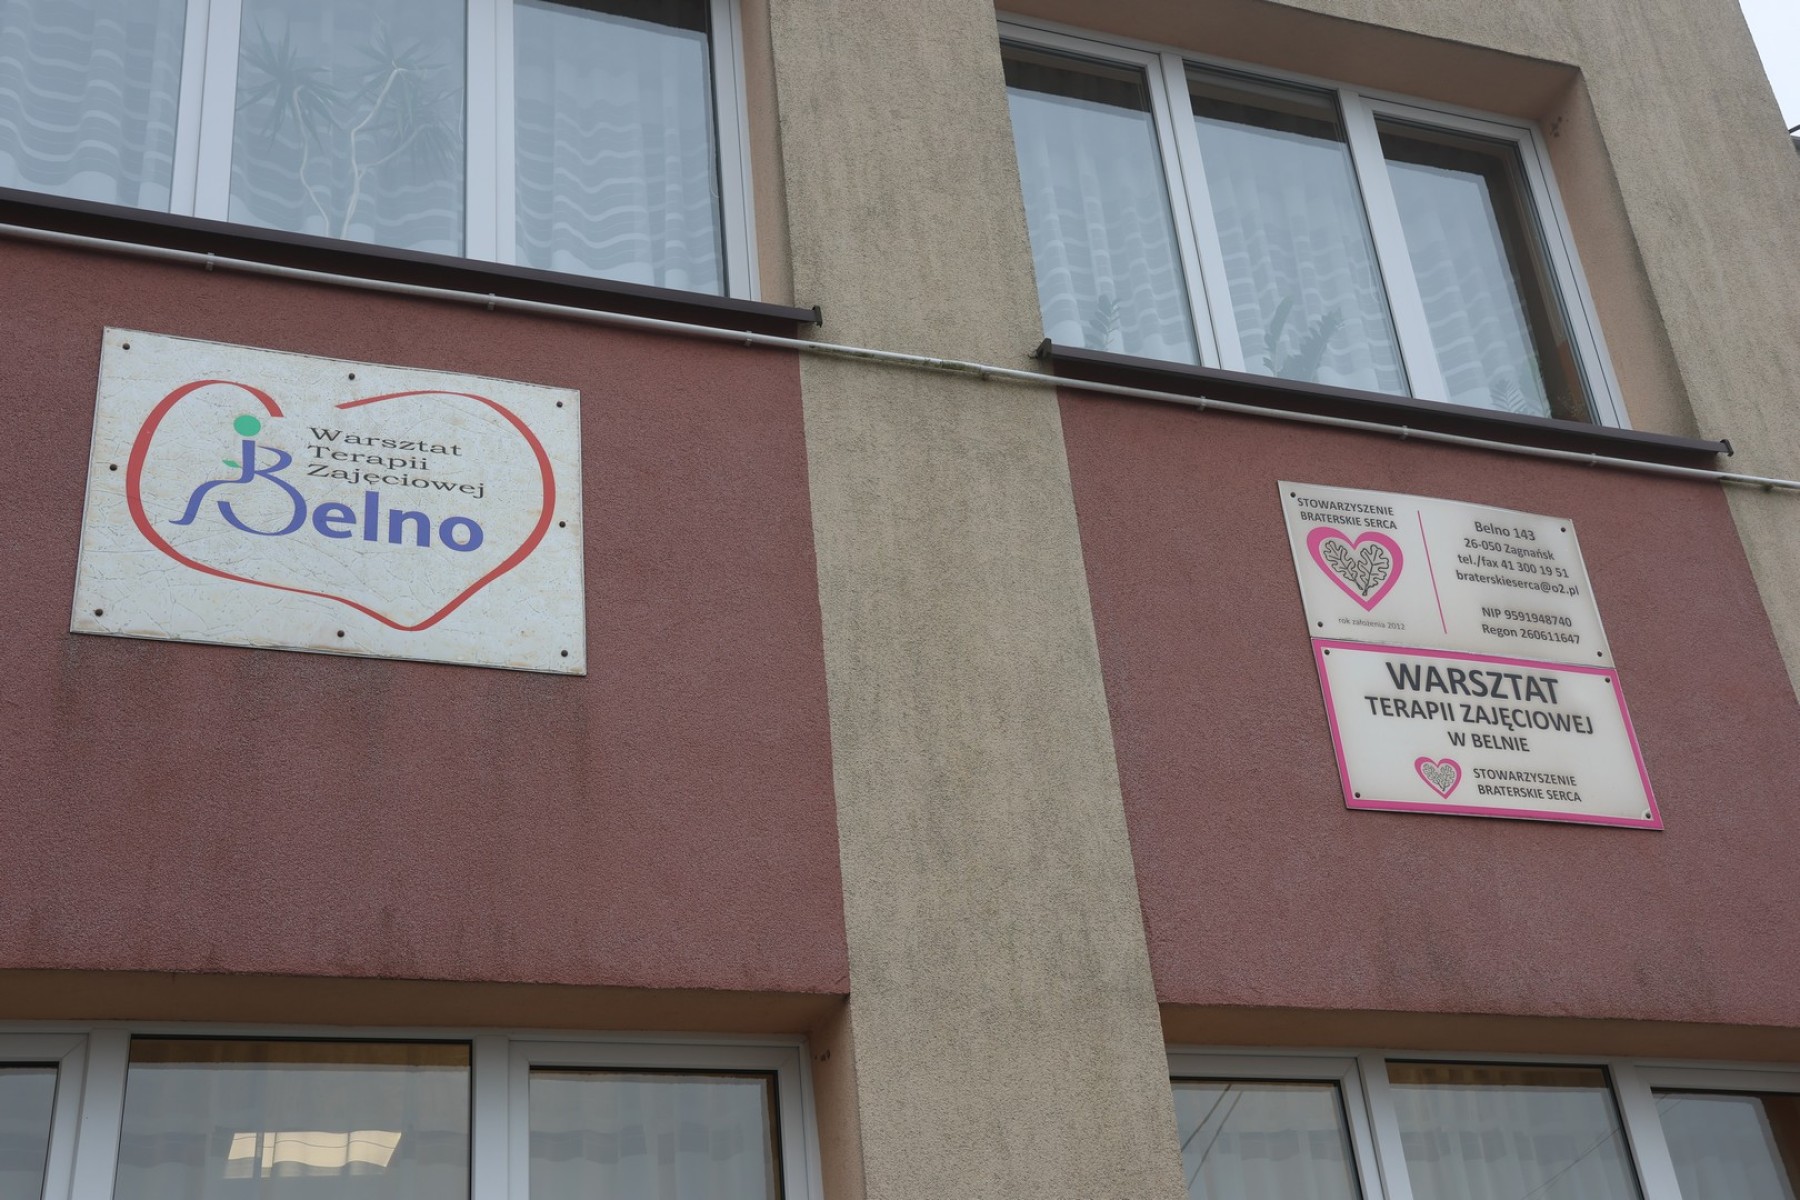 Warsztat
Terapii
Zajęciowej
Belno
STOWARZYSZENIE
BRATERSKIE SERCA
rok założenia 2012
Belno 143
26-050 Zagnańsk
tel./fax 41 300 19 51
braterskieserca@o2.pl
NIP 9591948740
Regon 260611647
WARSZTAT
TERAPII ZAJĘCIOWEJ
W BELNIE
STOWARZYSZENIE
BRATERSKIE SERCA